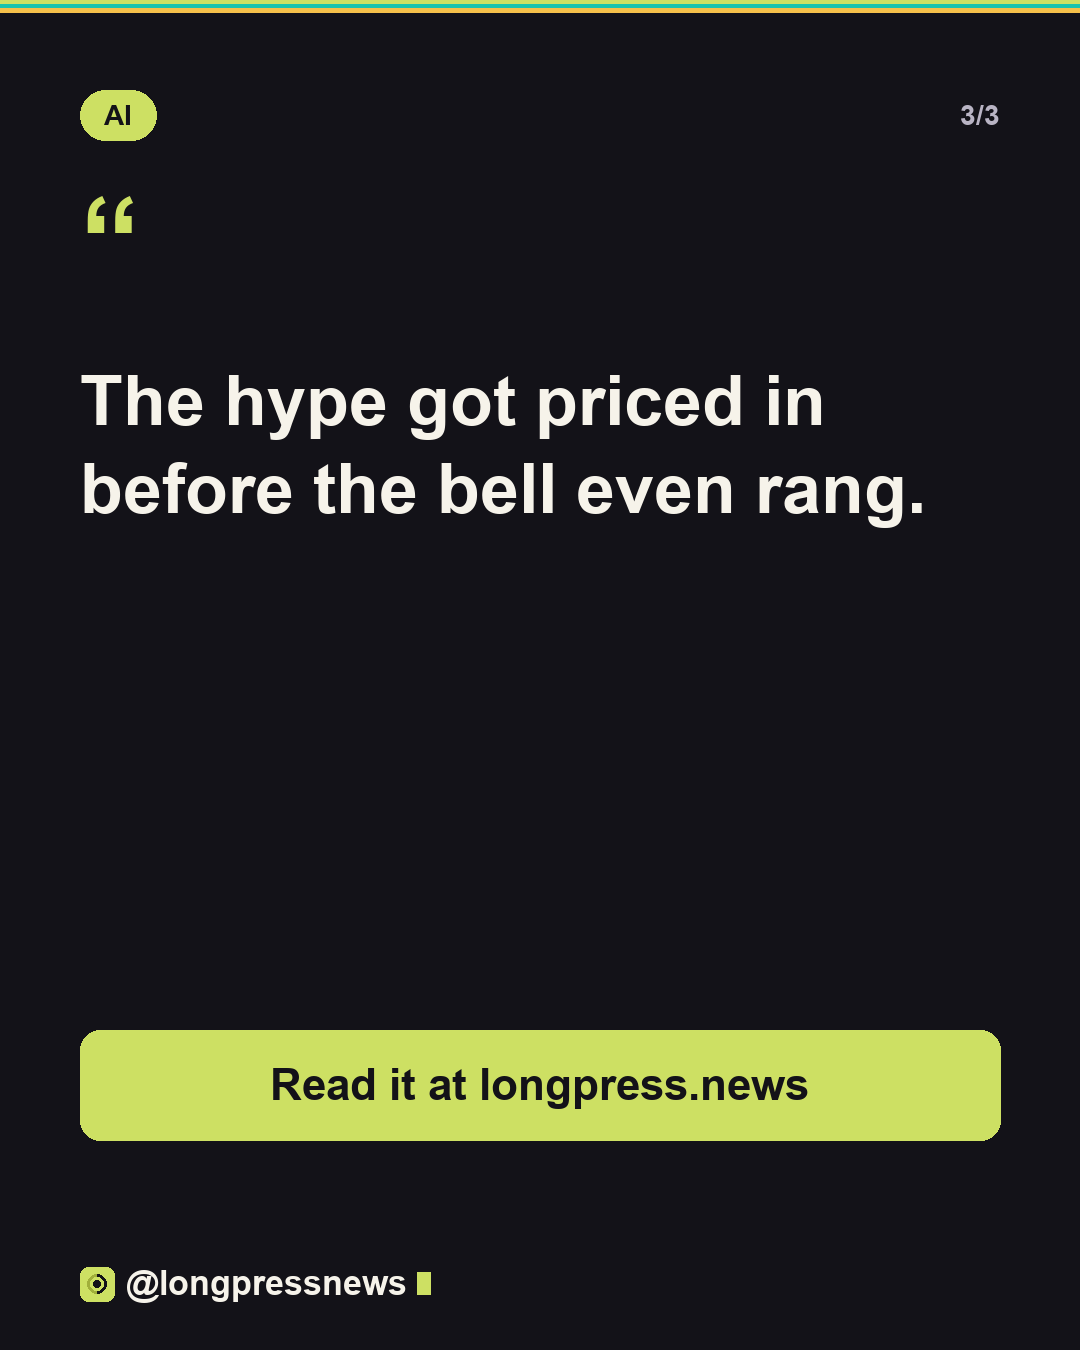 AI
3/3
“
The hype got priced in
before the bell even rang.
Read it at longpress.news
@longpressnews